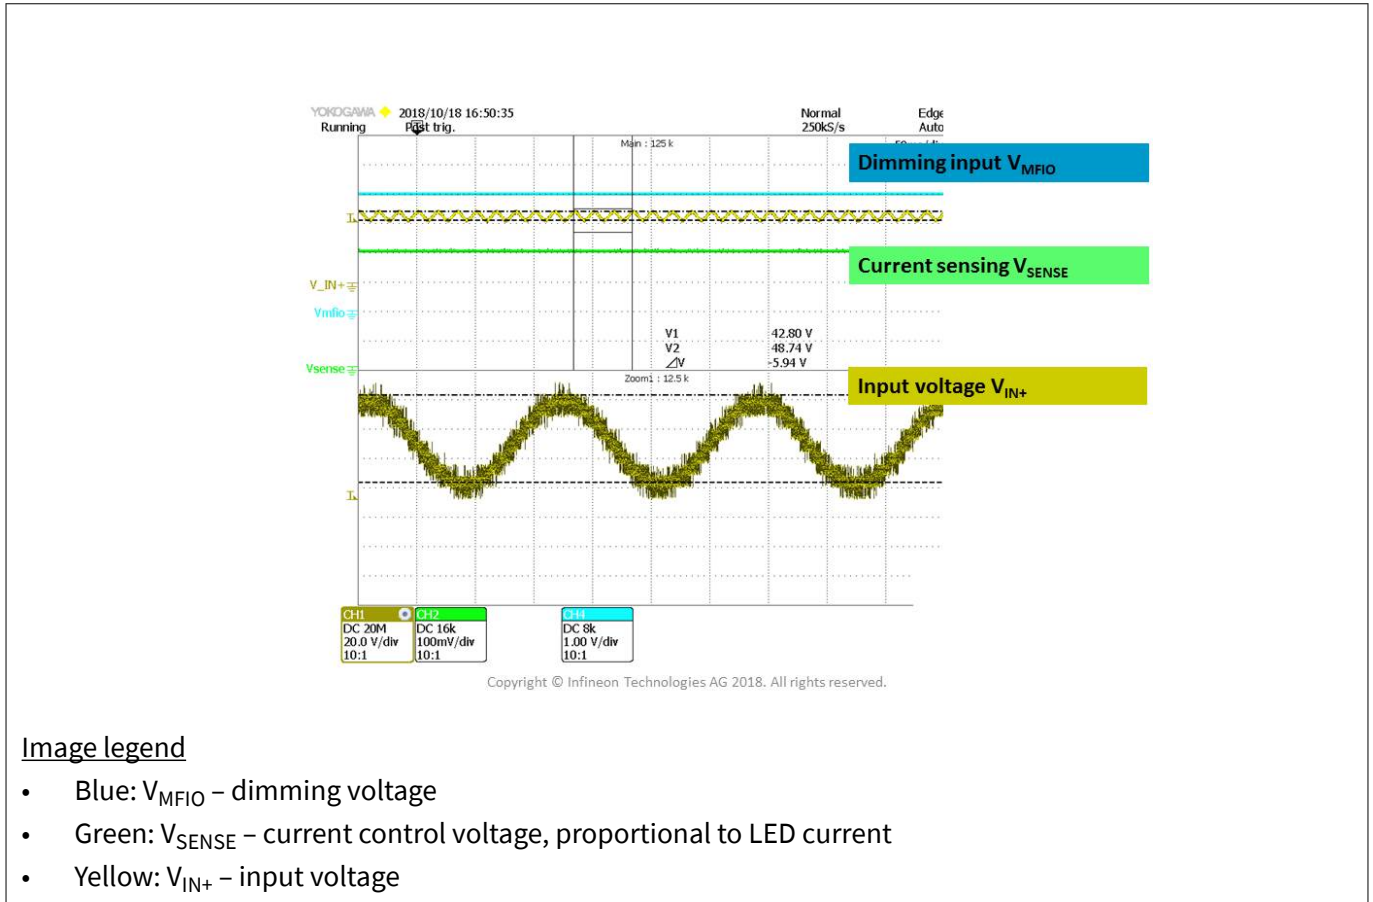 YOKOGAWA 2018/10/18 16:50:35 Normal Edge
Running Post trig. 250kS/s Auto
Main : 125 k
Dimming input VMFIO
Current sensing VSENSE
V_IN+
Vmfio
V1 42.80 V
V2 48.74 V
⊿V -5.94 V
Vsense
Zoom1 : 12.5 k
Input voltage VIN+
CH1 CH2 CH4
DC 20M DC 16k DC 8k
20.0 V/div 100mV/div 1.00 V/div
10:1 10:1 10:1
Copyright © Infineon Technologies AG 2018. All rights reserved.
Image legend
• Blue: VMFIO – dimming voltage
• Green: VSENSE – current control voltage, proportional to LED current
• Yellow: VIN+ – input voltage